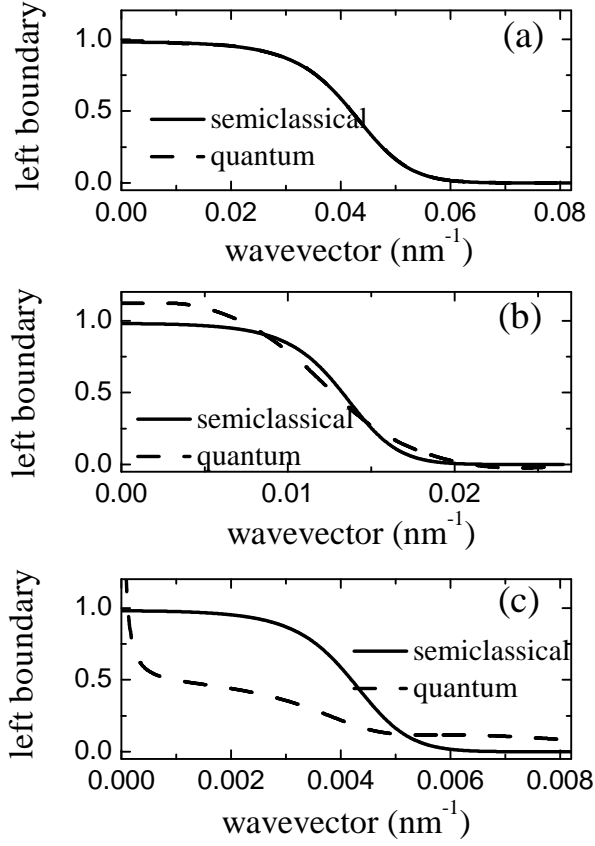 (a)
1.0
0.5
0.0
left boundary
semiclassical
quantum
0.00 0.02 0.04 0.06 0.08
wavevector (nm⁻¹)
(b)
1.0
0.5
0.0
left boundary
semiclassical
quantum
0.00 0.01 0.02
wavevector (nm⁻¹)
(c)
1.0
0.5
0.0
left boundary
semiclassical
quantum
0.000 0.002 0.004 0.006 0.008
wavevector (nm⁻¹)